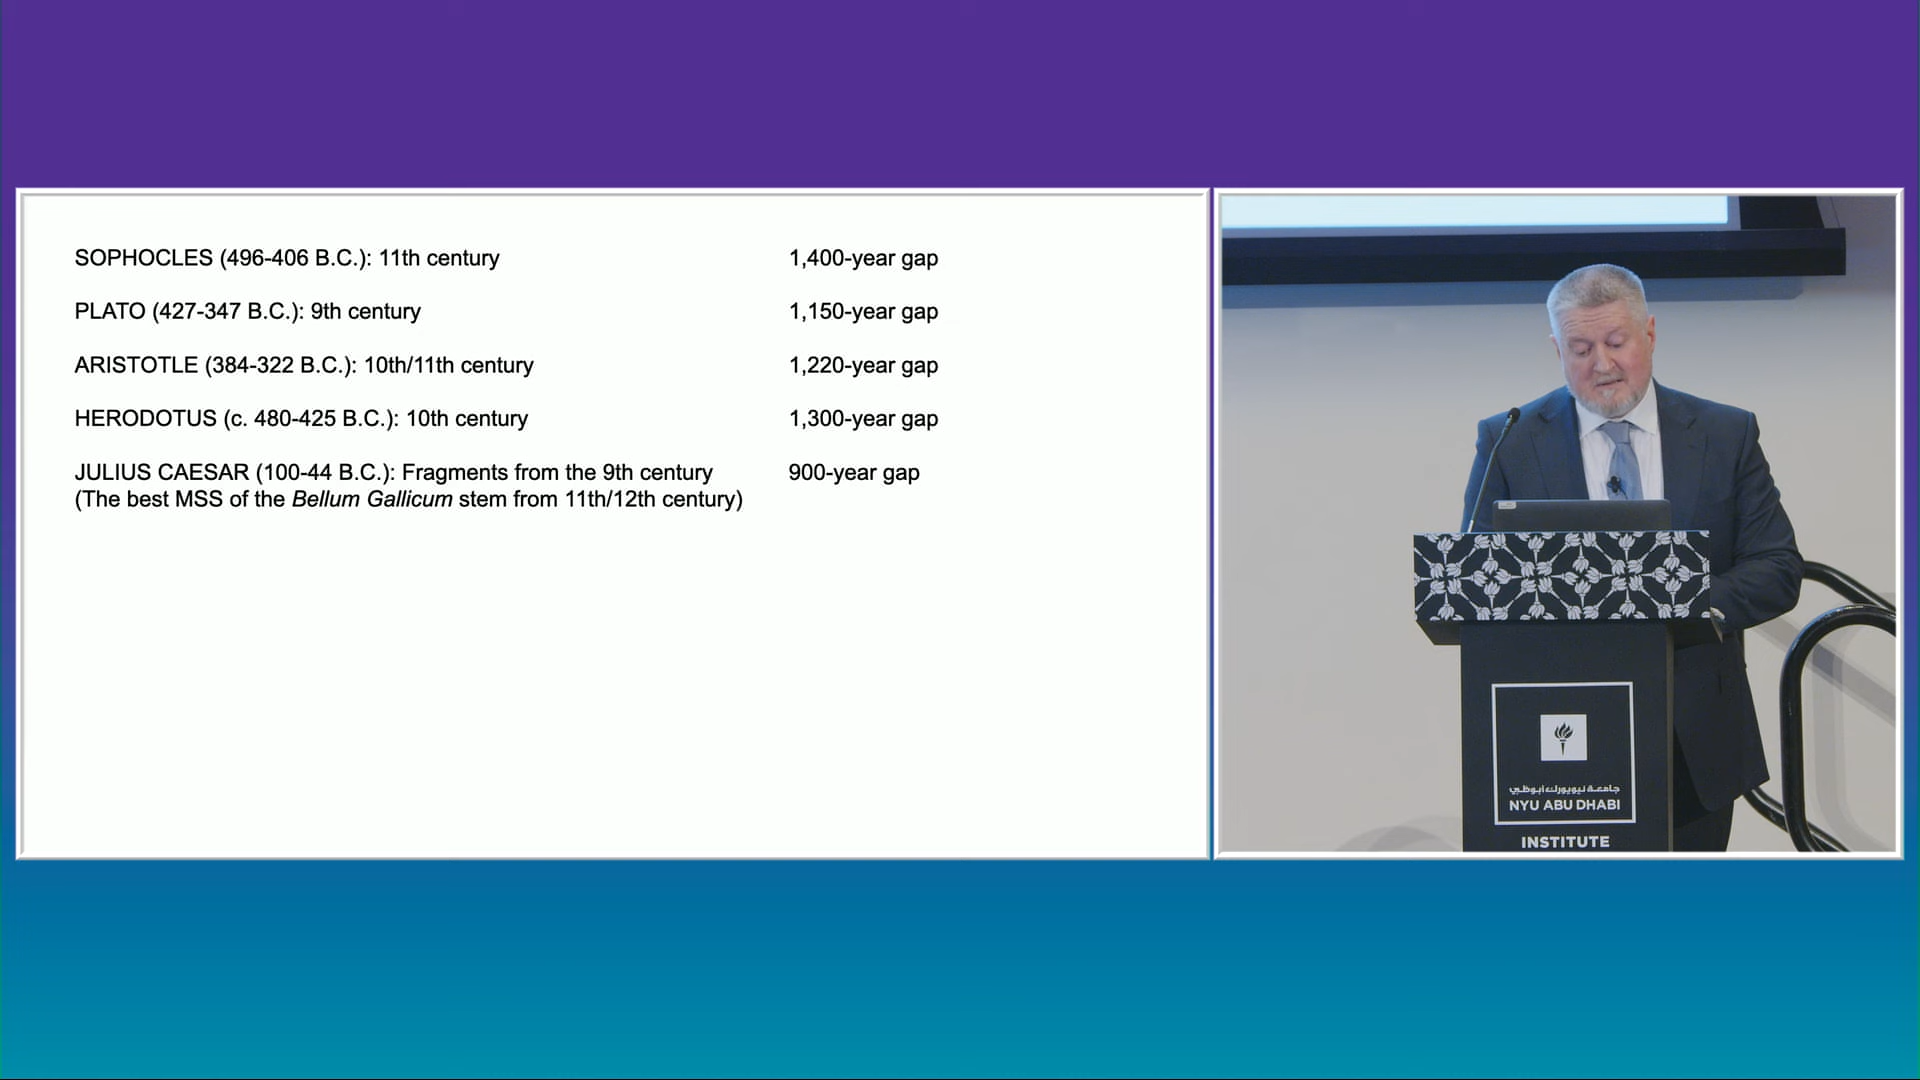 SOPHOCLES (496-406 B.C.): 11th century 1,400-year gap
PLATO (427-347 B.C.): 9th century 1,150-year gap
ARISTOTLE (384-322 B.C.): 10th/11th century 1,220-year gap
HERODOTUS (c. 480-425 B.C.): 10th century 1,300-year gap
JULIUS CAESAR (100-44 B.C.): Fragments from the 9th century 900-year gap
(The best MSS of the Bellum Gallicum stem from 11th/12th century)
جامعة نيويورك أبوظبي
NYU ABU DHABI
INSTITUTE